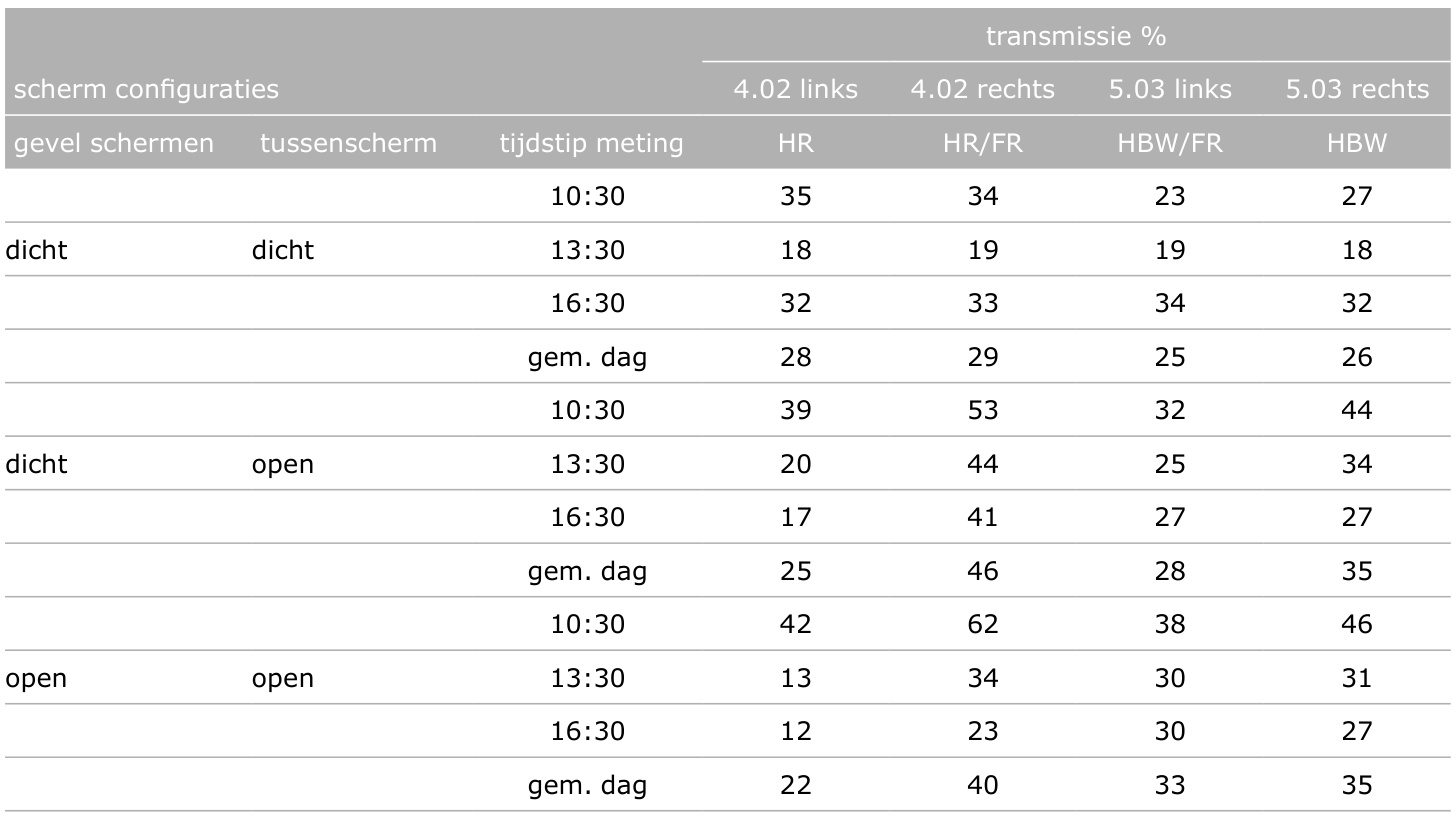 transmissie %
scherm configuraties 4.02 links 4.02 rechts 5.03 links 5.03 rechts
gevel schermen tussenscherm tijdstip meting HR HR/FR HBW/FR HBW
10:30 35 34 23 27
dicht dicht 13:30 18 19 19 18
16:30 32 33 34 32
gem. dag 28 29 25 26
10:30 39 53 32 44
dicht open 13:30 20 44 25 34
16:30 17 41 27 27
gem. dag 25 46 28 35
10:30 42 62 38 46
open open 13:30 13 34 30 31
16:30 12 23 30 27
gem. dag 22 40 33 35